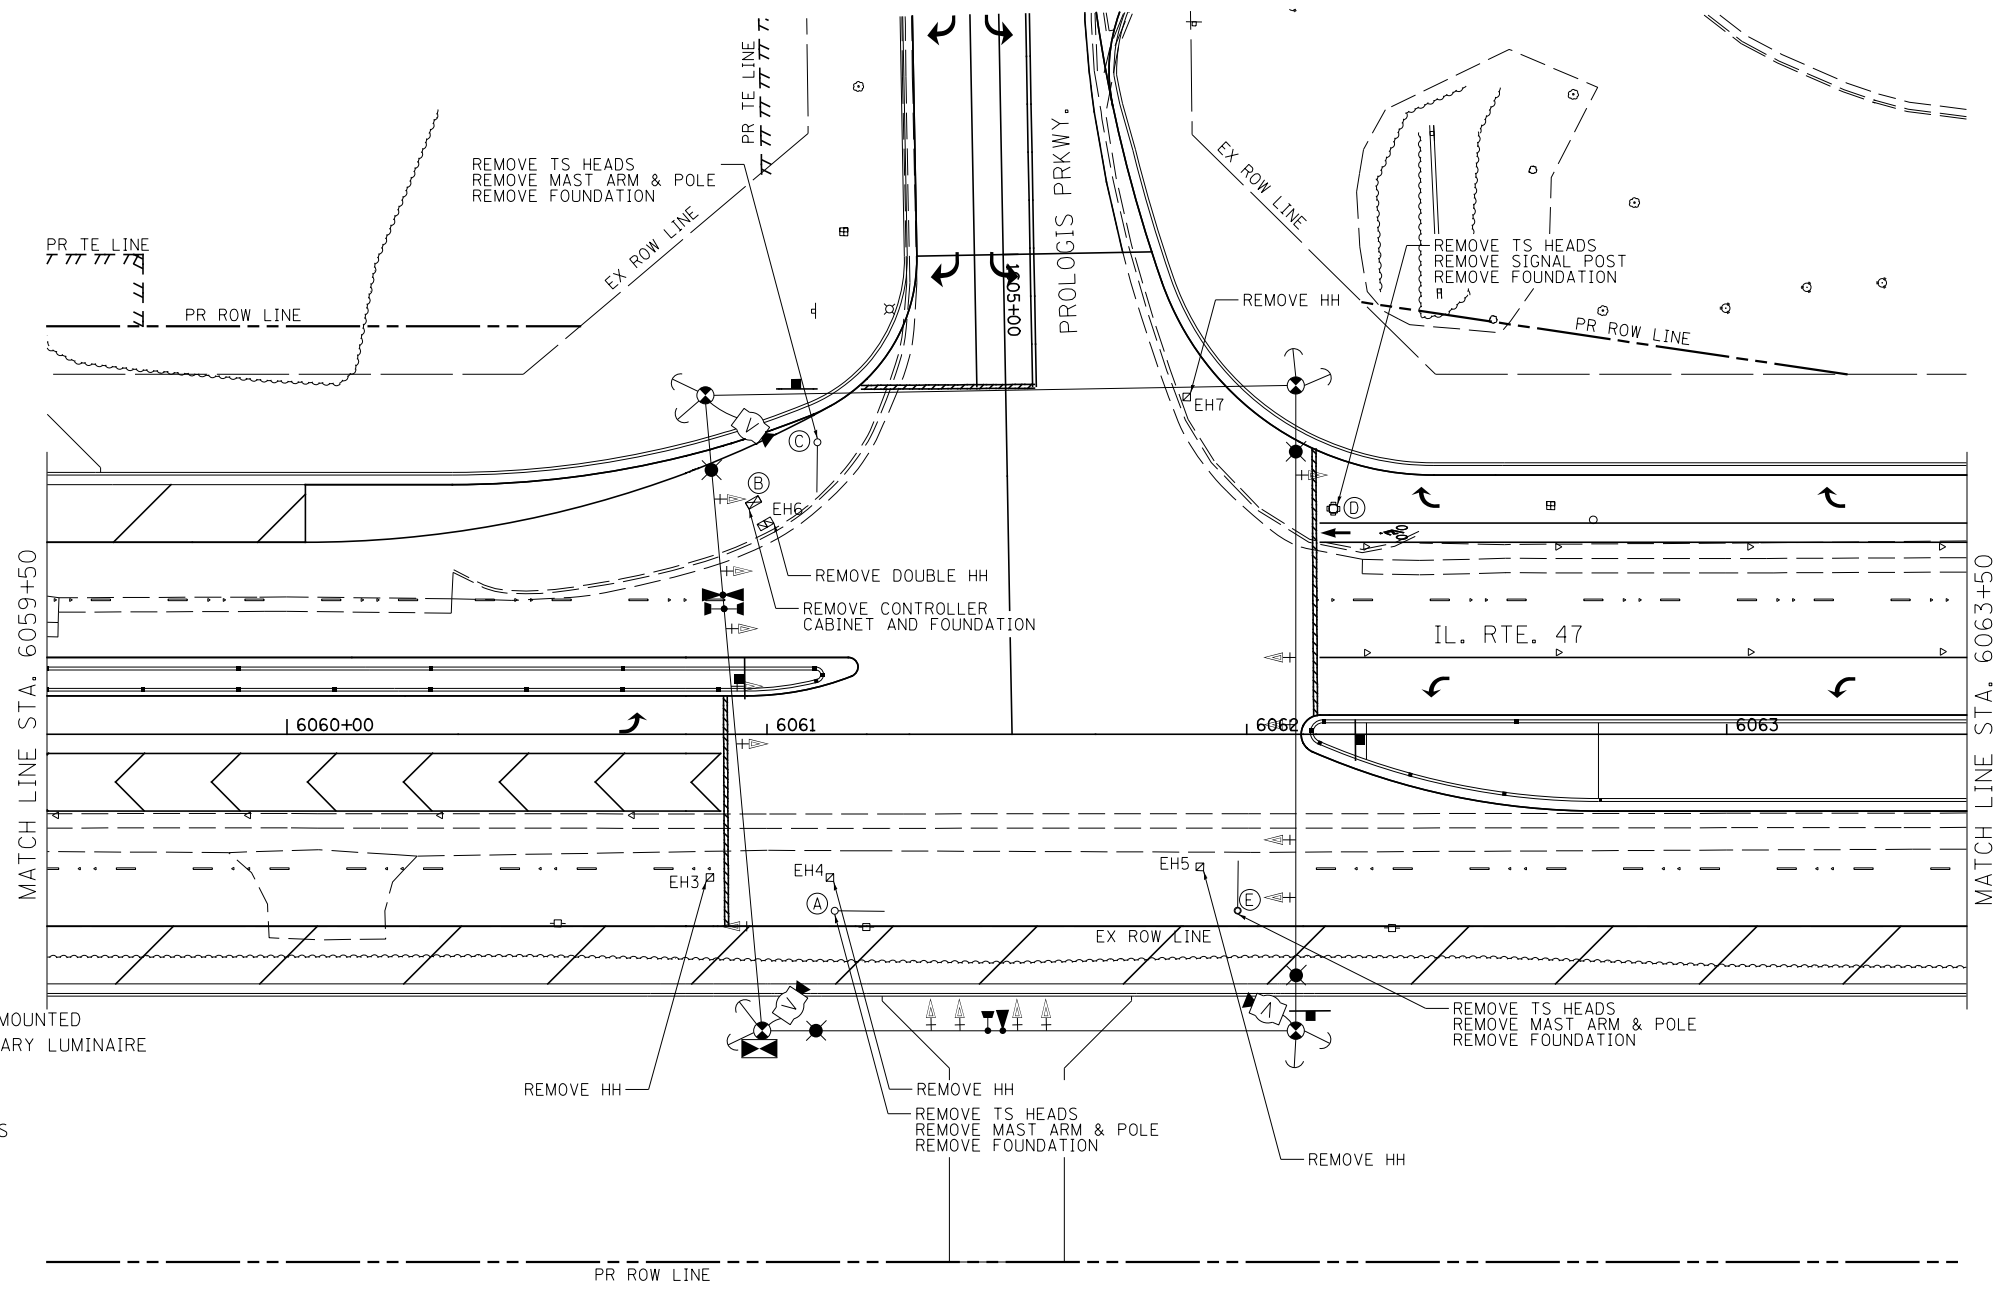 PR TE LINE
REMOVE TS HEADS
REMOVE MAST ARM & POLE
REMOVE FOUNDATION
EX ROW LINE
PR TE LINE
PR ROW LINE
PROLOGIS PRKWY.
1605+00
EX ROW LINE
REMOVE TS HEADS
REMOVE SIGNAL POST
REMOVE FOUNDATION
REMOVE HH
PR ROW LINE
EH7
C
B
EH6
D
REMOVE DOUBLE HH
REMOVE CONTROLLER
CABINET AND FOUNDATION
IL. RTE. 47
MATCH LINE STA. 6059+50
MATCH LINE STA. 6063+50
6060+00
6061
6062
6063
EH3
EH4
EH5
A
E
EX ROW LINE
V
V
V
MOUNTED
ARY LUMINAIRE
S
REMOVE TS HEADS
REMOVE MAST ARM & POLE
REMOVE FOUNDATION
REMOVE HH
REMOVE HH
REMOVE TS HEADS
REMOVE MAST ARM & POLE
REMOVE FOUNDATION
REMOVE HH
PR ROW LINE